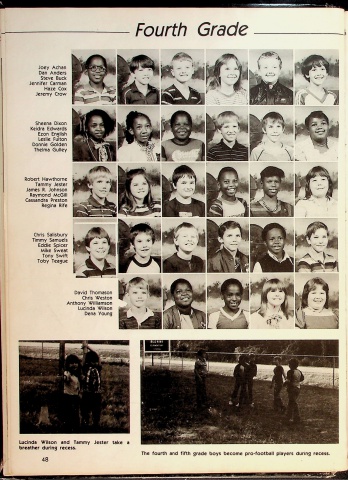 Fourth Grade
Joey Achan
Dan Anders
Steve Buck
Jennifer Carman
Haze Cox
Jeremy Crow
Sheena Dixon
Keidra Edwards
Econ English
Leslie Fulton
Donnie Golden
Thelma Gulley
Robert Hawthorne
Tammy Jester
James R. Johnson
Raymond McGill
Cassandra Preston
Regina Rife
Chris Salisbury
Timmy Samuels
Eddie Spicer
Mike Sweat
Tony Swift
Toby Teague
David Thomason
Chris Weston
Anthony Williamson
Lucinda Wilson
Dena Young
Lucinda Wilson and Tammy Jester take a
breather during recess.
The fourth and fifth grade boys become pro-football players during recess.
48